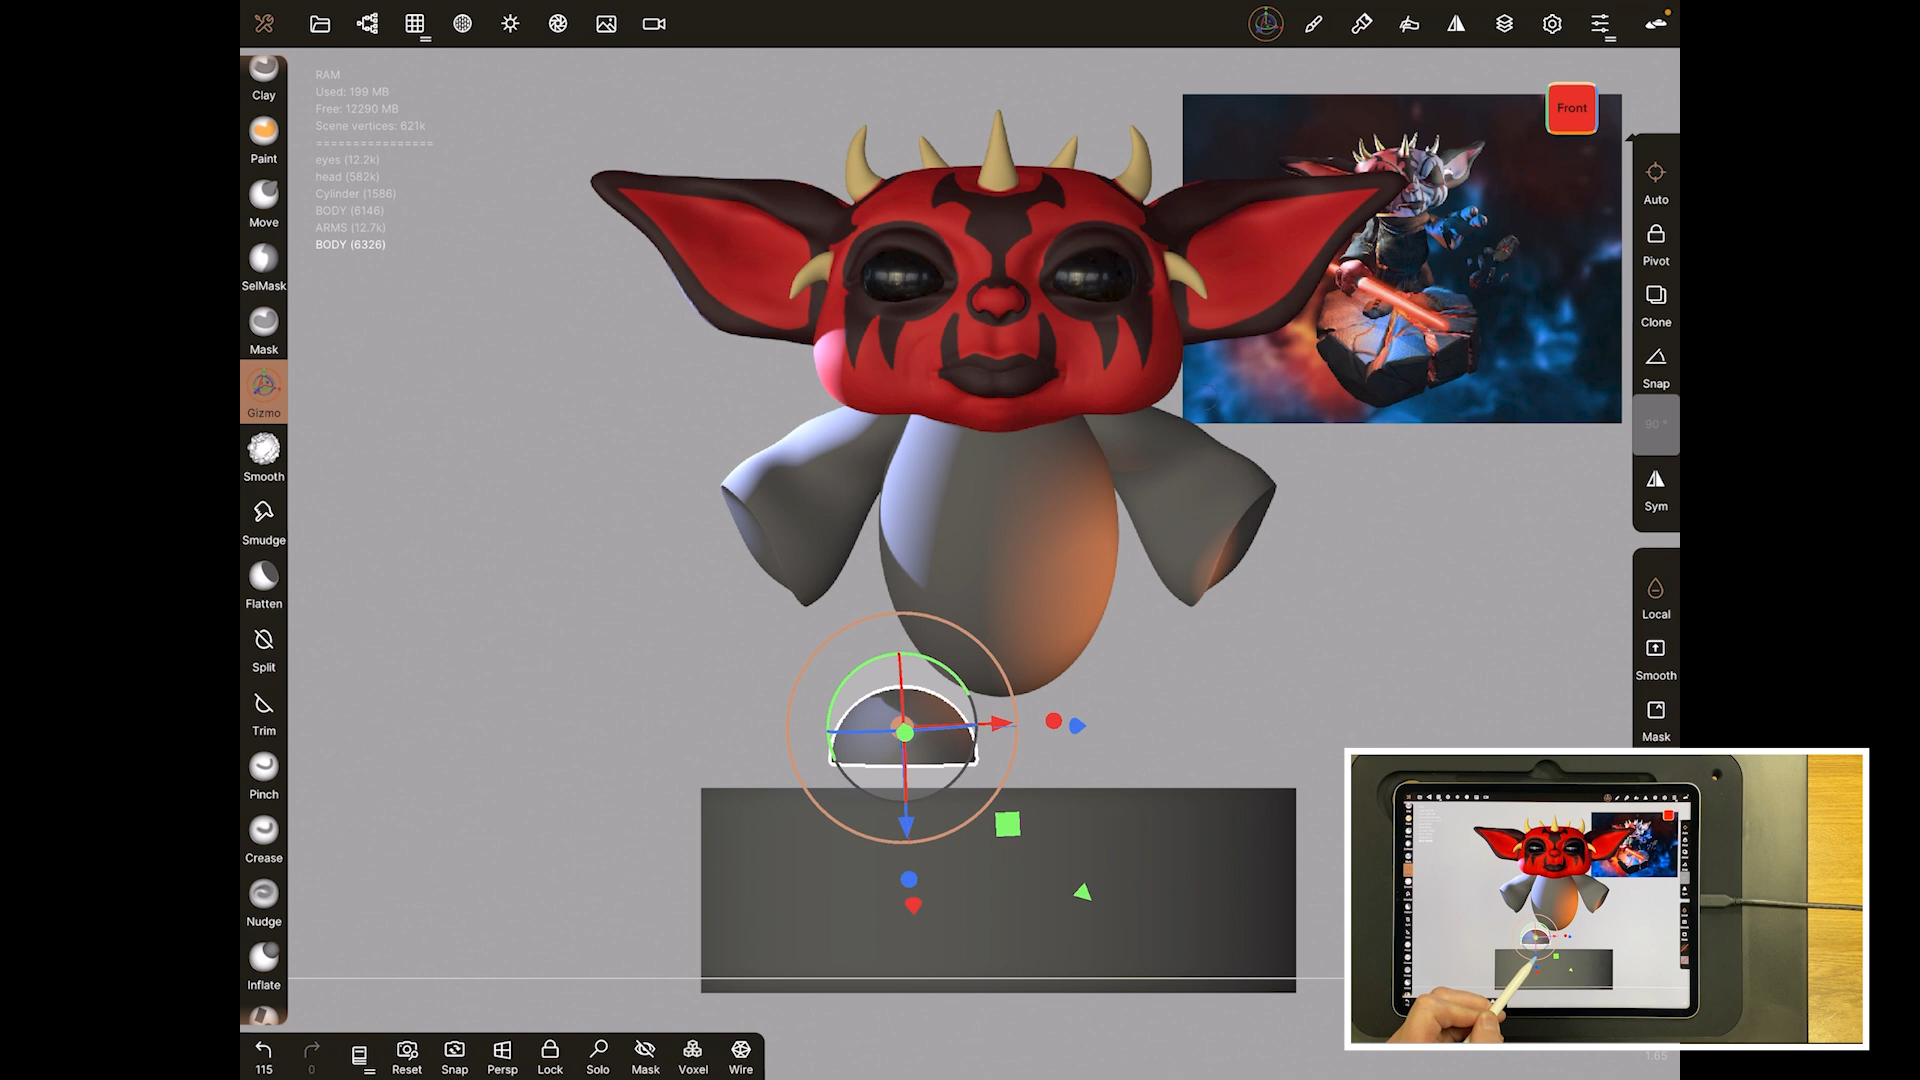 RAM
Used: 199 MB
Free: 12290 MB
Scene vertices: 621k
================
eyes (12.2k)
head (582k)
Cylinder (1586)
BODY (6146)
ARMS (12.7k)
BODY (6326)
Clay
Paint
Move
SelMask
Mask
Gizmo
Smooth
Smudge
Flatten
Split
Trim
Pinch
Crease
Nudge
Inflate
Front
Auto
Pivot
Clone
Snap
90 °
Sym
Local
Smooth
Mask
1.65
115
0
Reset
Snap
Persp
Lock
Solo
Mask
Voxel
Wire